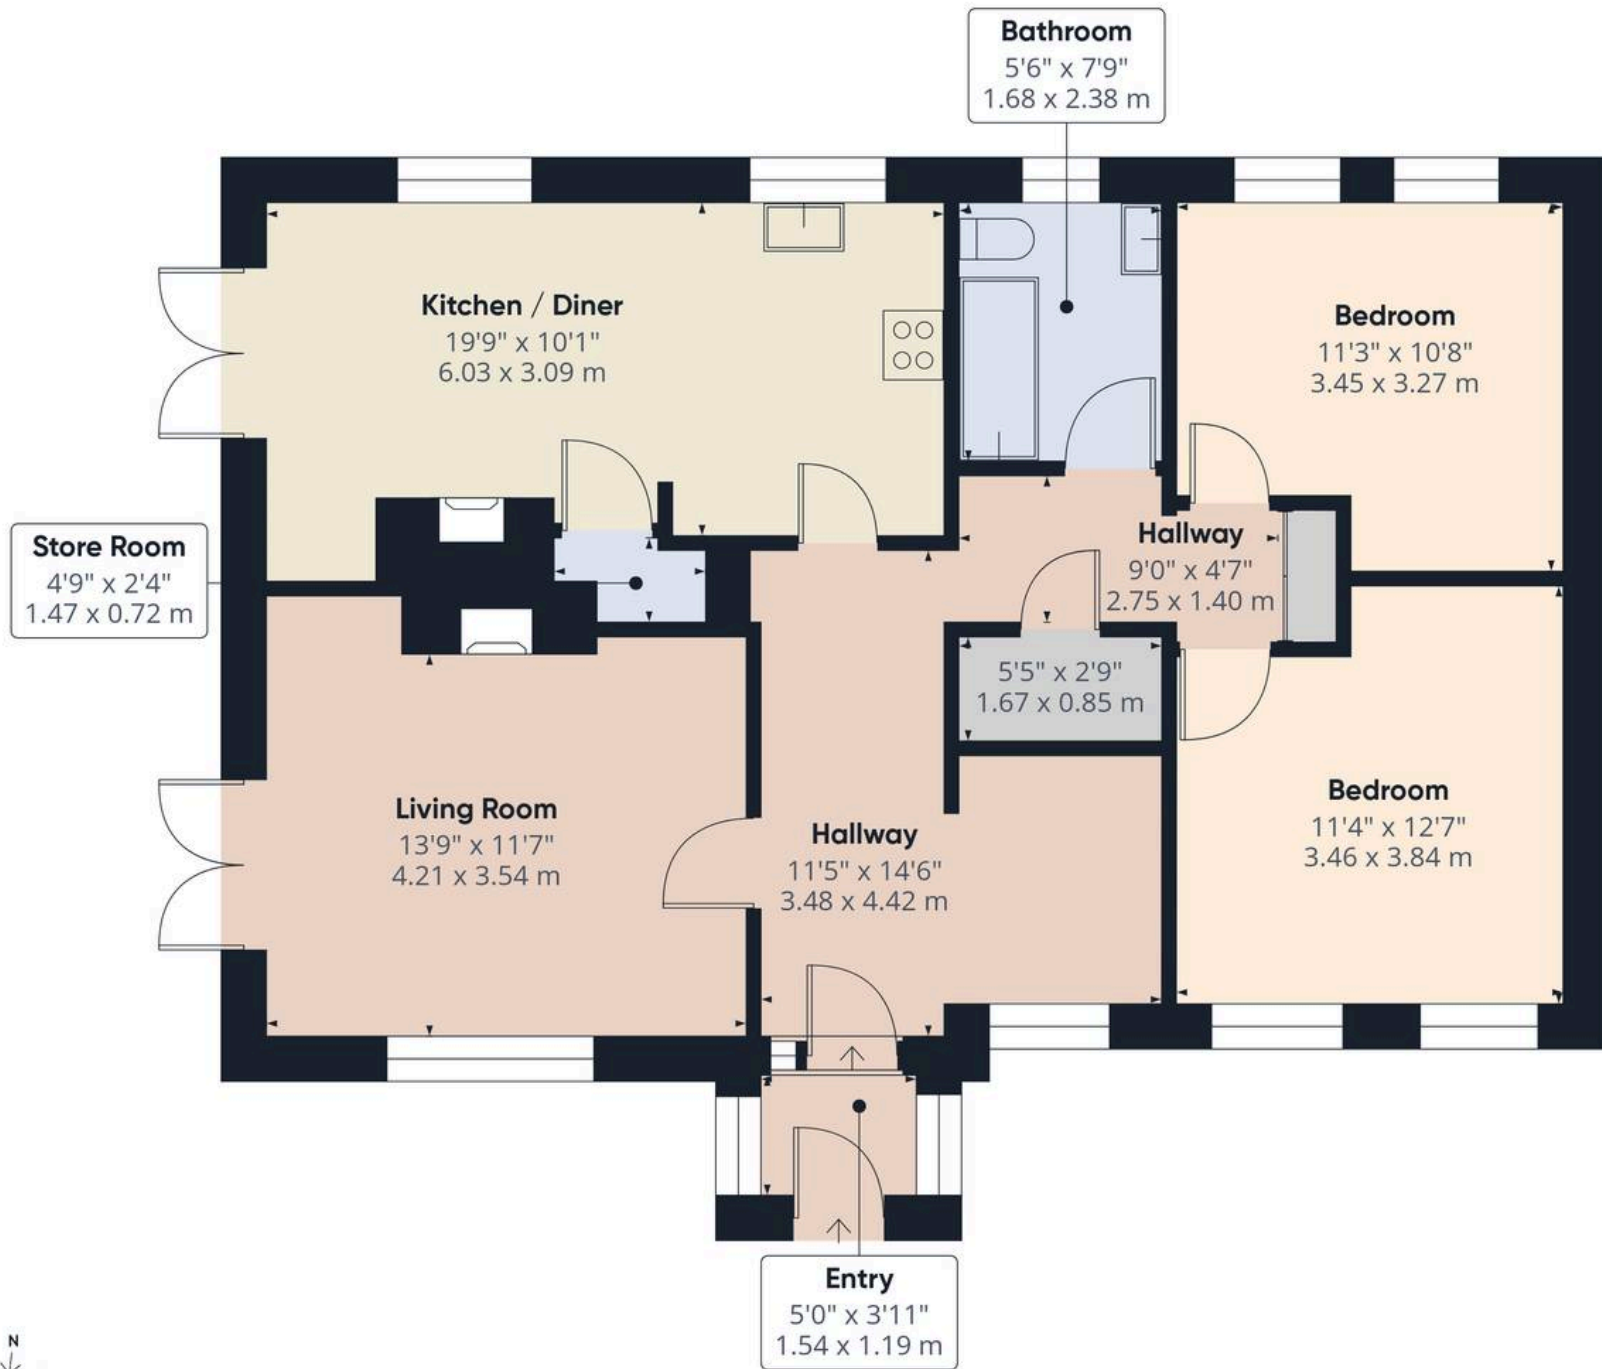 Bathroom
5'6" x 7'9"
1.68 x 2.38 m
Kitchen / Diner
19'9" x 10'1"
6.03 x 3.09 m
Bedroom
11'3" x 10'8"
3.45 x 3.27 m
Store Room
4'9" x 2'4"
1.47 x 0.72 m
Hallway
9'0" x 4'7"
2.75 x 1.40 m
5'5" x 2'9"
1.67 x 0.85 m
Living Room
13'9" x 11'7"
4.21 x 3.54 m
Hallway
11'5" x 14'6"
3.48 x 4.42 m
Bedroom
11'4" x 12'7"
3.46 x 3.84 m
Entry
5'0" x 3'11"
1.54 x 1.19 m
N